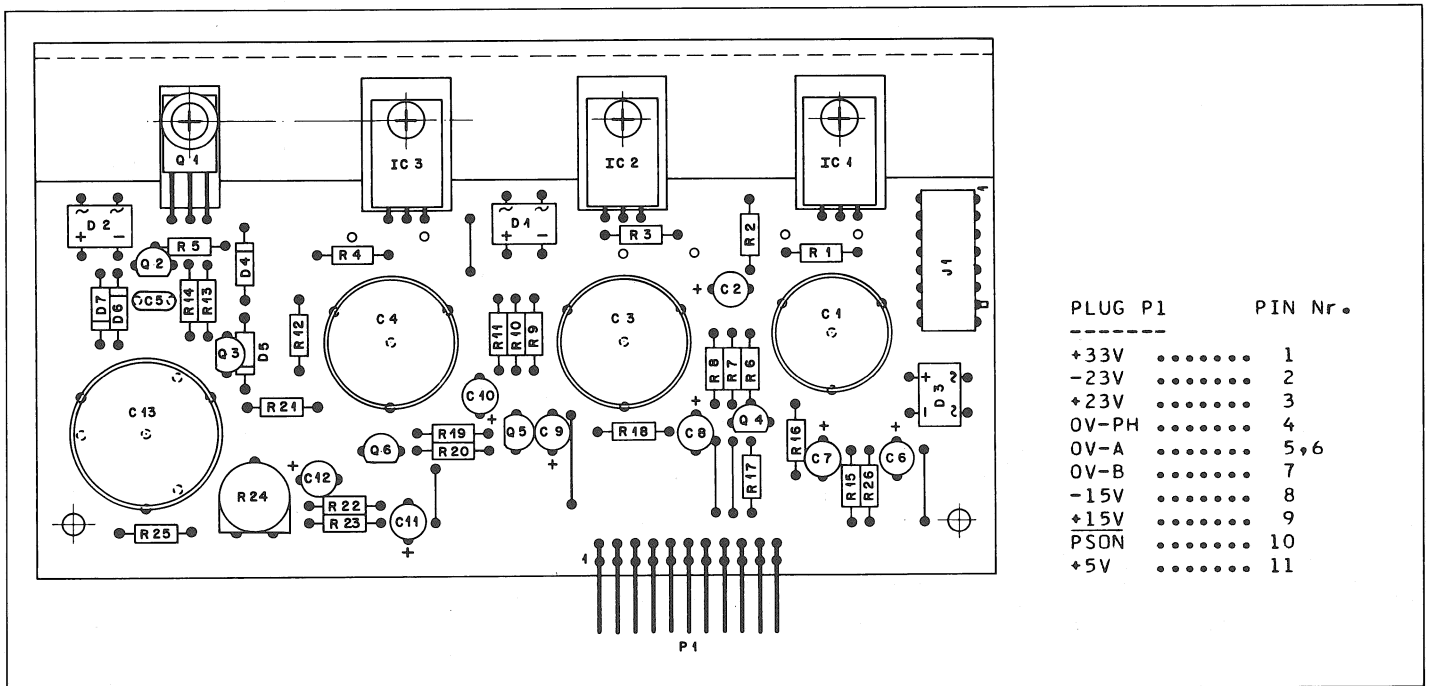 Q1
IC3
IC2
IC1
1
~ ~
D2
+ -
~ ~
D1
+ -
R5
Q2
D4
R4
R3
R2
R1
J1
+ C2
D7
D6
C5
R14
R13
R12
C4
R11
R10
R9
C3
C1
Q3
D5
R8
R7
R6
+ ~
D3
- ~
C13
R21
C10
+
Q6
R19
R20
Q5
C9
+
R18
+
C8
Q4
R17
R16
+
C7
R15
R26
+
C6
R24
+
C12
R22
R23
C11
+
R25
1
P1
PLUG P1 PIN Nr.
-------
+33V ....... 1
-23V ....... 2
+23V ....... 3
0V-PH ....... 4
0V-A ....... 5,6
0V-B ....... 7
-15V ....... 8
+15V ....... 9
PSON ....... 10
+5V ....... 11